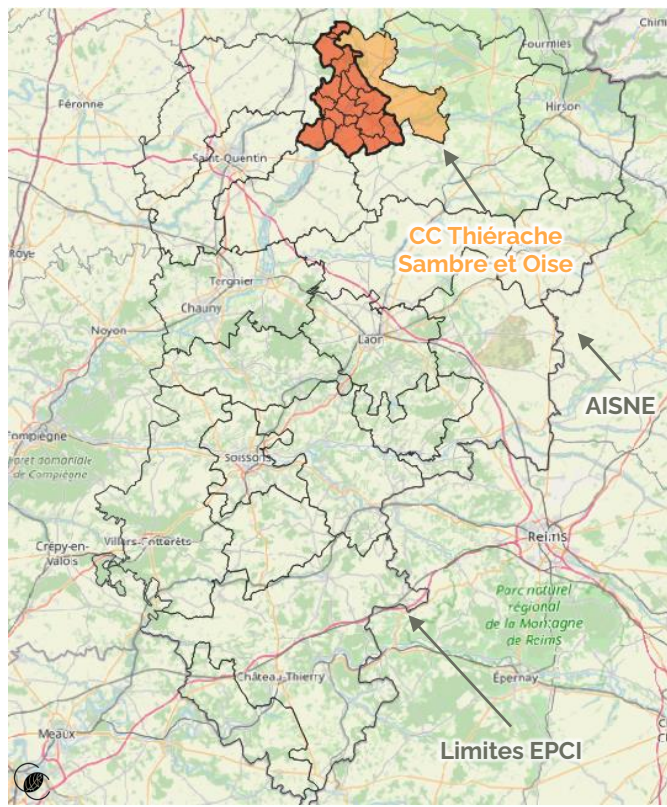 Chim
Fourmies
Féronne
Hirson
Saint-Quentin
CC Thiérache
Sambre et Oise
Roye
Tergnier
Chauny
Noyon
Laon
AISNE
Compiègne
Forêt domaniale
de Compiègne
Soissons
Reims
Crépy-en-
Valois
Villers-Cotterêts
Parc naturel
régional
de la Montagne
de Reims
Château-Thierry
Épernay
Meaux
Limites EPCI